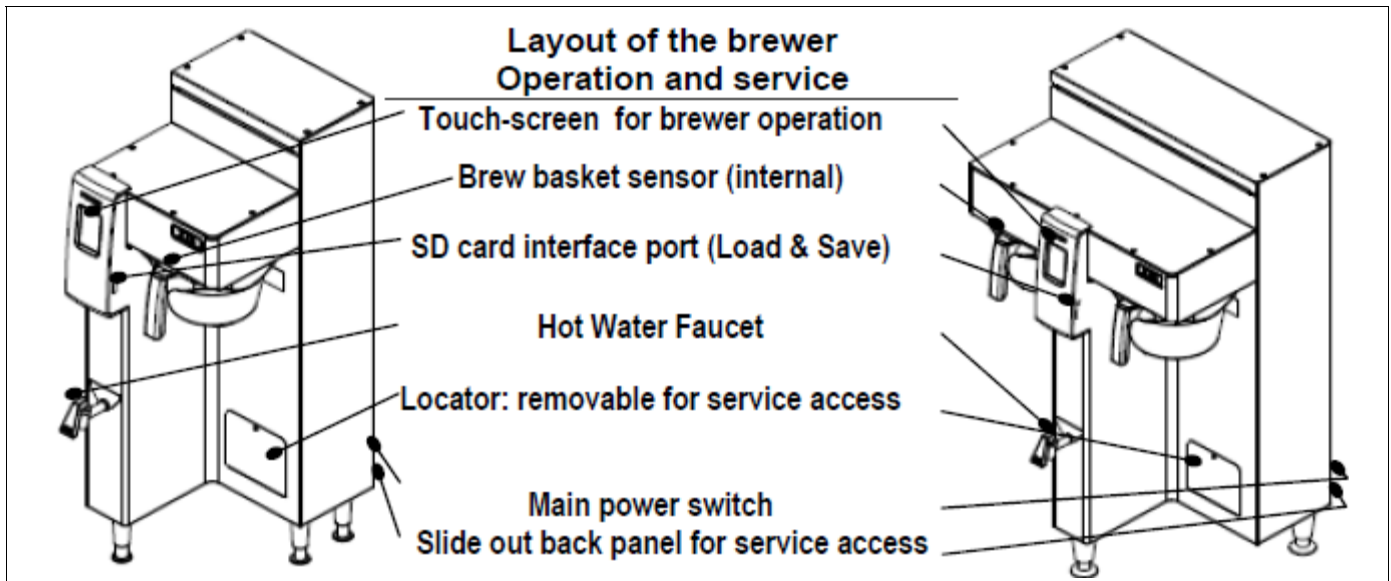 Layout of the brewer
Operation and service
Touch-screen for brewer operation
Brew basket sensor (internal)
SD card interface port (Load & Save)
Hot Water Faucet
Locator: removable for service access
Main power switch
Slide out back panel for service access